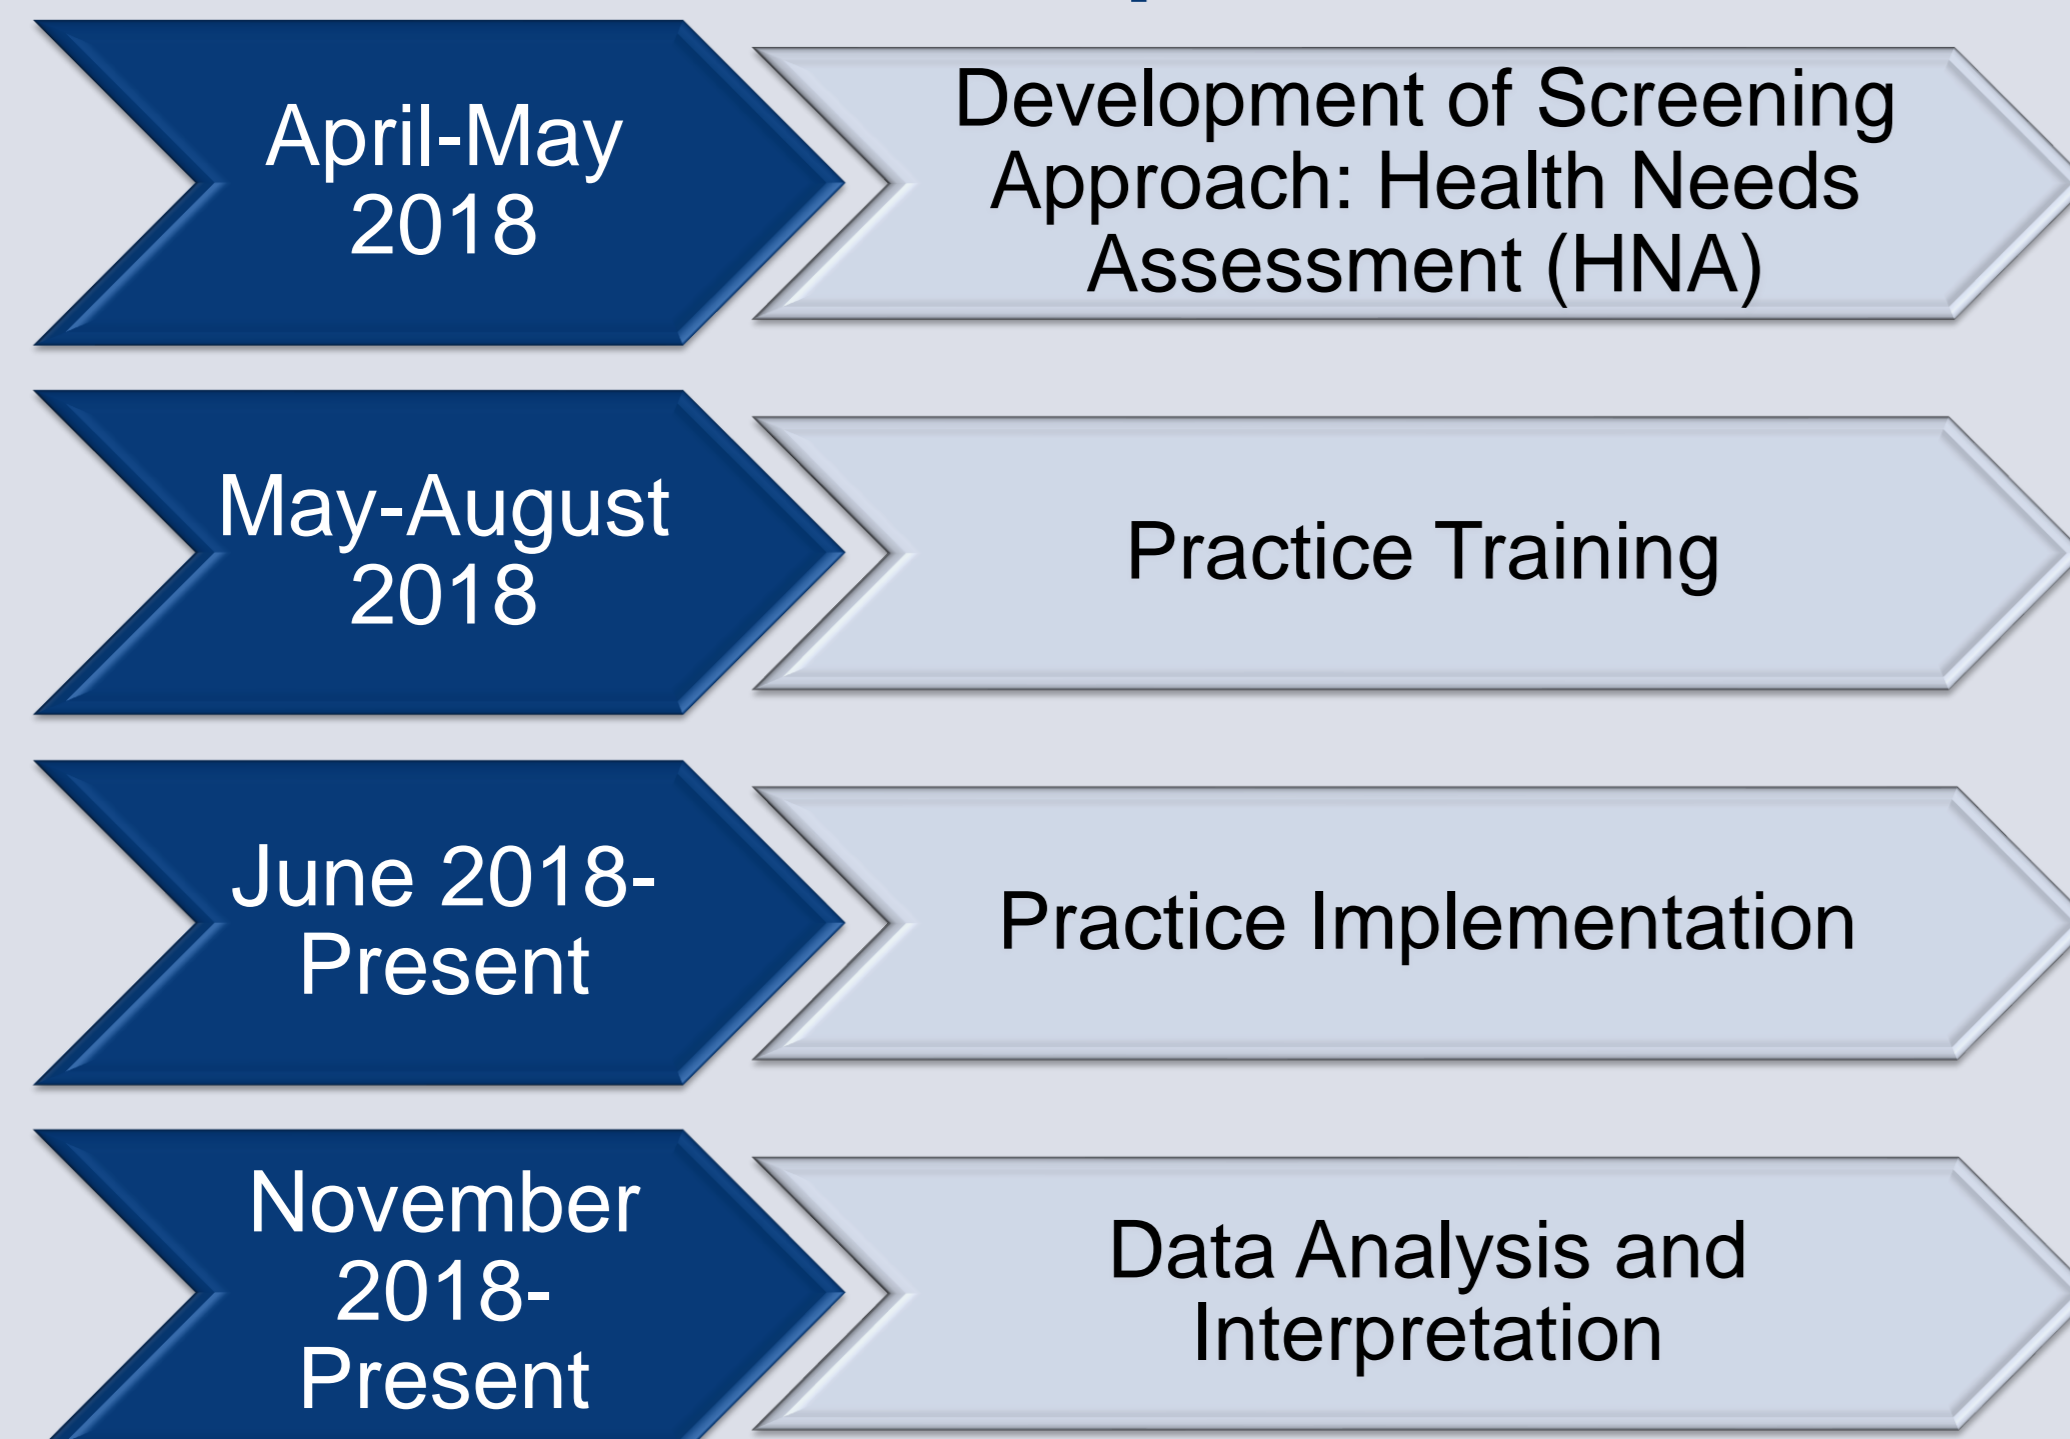 April-May
2018
Development of Screening
Approach: Health Needs
Assessment (HNA)
May-August
2018
Practice Training
June 2018-
Present
Practice Implementation
November
2018-
Present
Data Analysis and
Interpretation